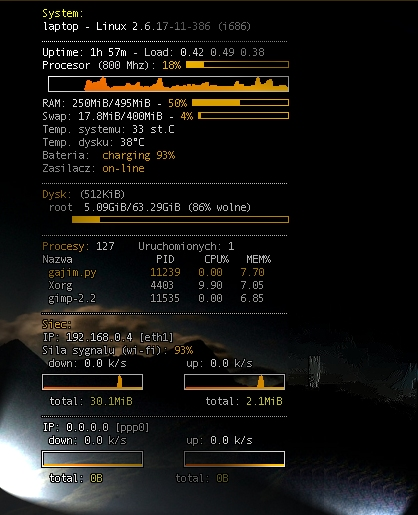 System:
laptop - Linux 2.6.17-11-386 (i686)
Uptime: 1h 57m - Load: 0.42 0.49 0.38
Procesor (800 Mhz): 18%
RAM: 250MiB/495MiB - 50%
Swap: 17.8MiB/400MiB - 4%
Temp. systemu: 33 st.C
Temp. dysku: 38°C
Bateria: charging 93%
Zasilacz: on-line
Dysk: (512KiB)
root 5.09GiB/63.29GiB (86% wolne)
Procesy: 127 Uruchomionych: 1
Nazwa PID CPU% MEM%
gajim.py 11239 0.00 7.70
Xorg 4403 9.90 7.05
gimp-2.2 11535 0.00 6.85
Siec:
IP: 192.168.0.4 [eth1]
Sila sygnalu (wi-fi): 93%
down: 0.0 k/s up: 0.0 k/s
total: 30.1MiB total: 2.1MiB
IP: 0.0.0.0 [ppp0]
down: 0.0 k/s up: 0.0 k/s
total: 0B total: 0B